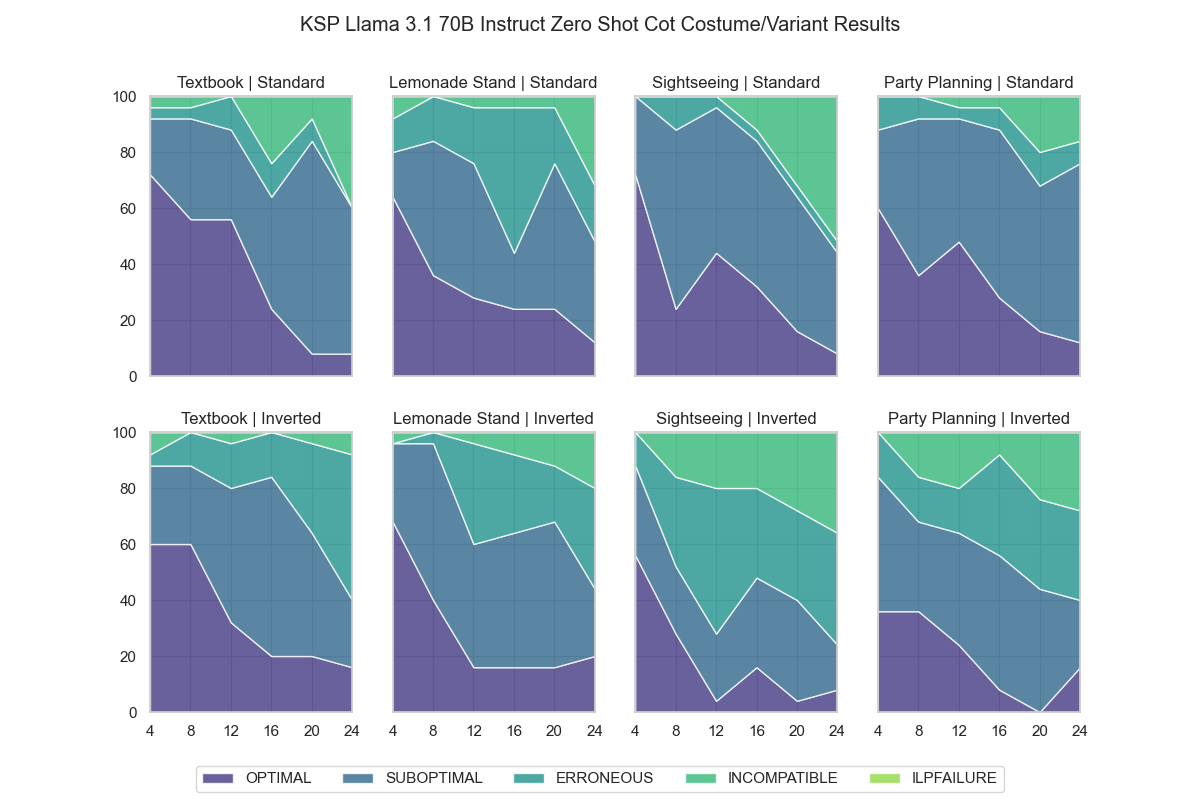 KSP Llama 3.1 70B Instruct Zero Shot Cot Costume/Variant Results
Textbook | Standard
Lemonade Stand | Standard
Sightseeing | Standard
Party Planning | Standard
100
80
60
40
20
0
Textbook | Inverted
Lemonade Stand | Inverted
Sightseeing | Inverted
Party Planning | Inverted
100
80
60
40
20
0
4 8 12 16 20 24
4 8 12 16 20 24
4 8 12 16 20 24
4 8 12 16 20 24
OPTIMAL SUBOPTIMAL ERRONEOUS INCOMPATIBLE ILPFAILURE